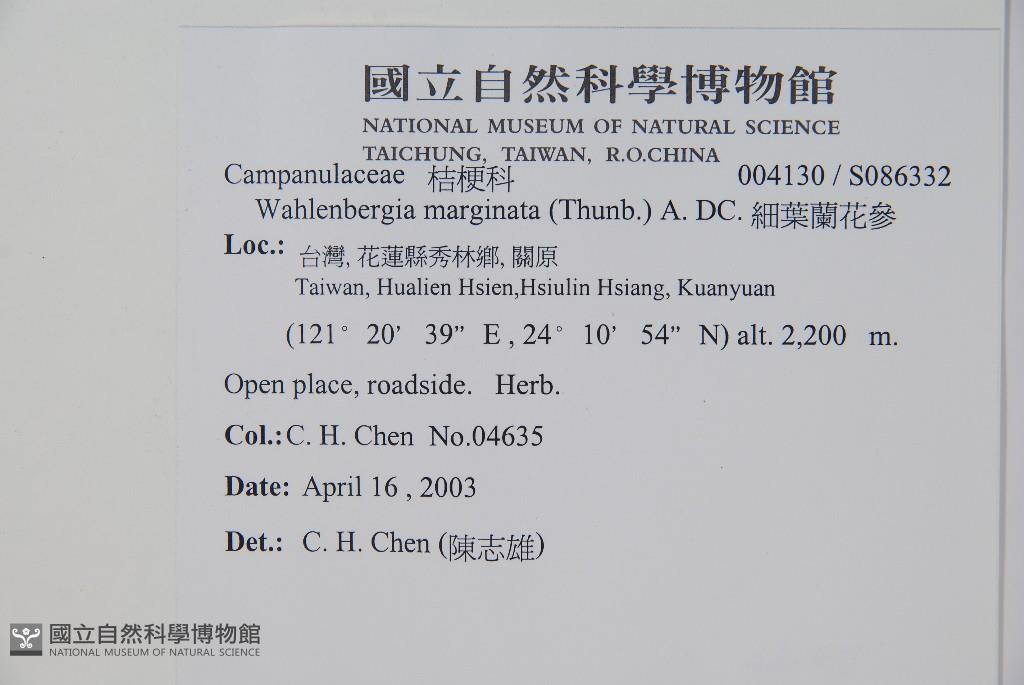 國立自然科學博物館
NATIONAL MUSEUM OF NATURAL SCIENCE
TAICHUNG, TAIWAN, R.O.CHINA
Campanulaceae 桔梗科 004130 / S086332
Wahlenbergia marginata (Thunb.) A. DC. 細葉蘭花參
Loc.: 台灣, 花蓮縣秀林鄉, 關原
Taiwan, Hualien Hsien,Hsiulin Hsiang, Kuanyuan
(121° 20’ 39” E , 24° 10’ 54” N) alt. 2,200 m.
Open place, roadside. Herb.
Col.: C. H. Chen No.04635
Date: April 16 , 2003
Det.: C. H. Chen (陳志雄)
國立自然科學博物館
NATIONAL MUSEUM OF NATURAL SCIENCE